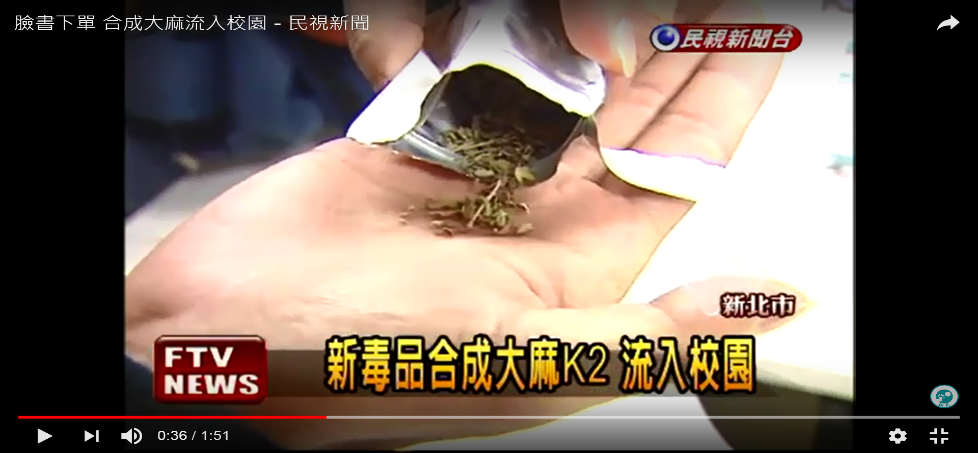 臉書下單 合成大麻流入校園 - 民視新聞
民視新聞台
新北市
FTV
NEWS
新毒品合成大麻K2 流入校園
0:36 / 1:51